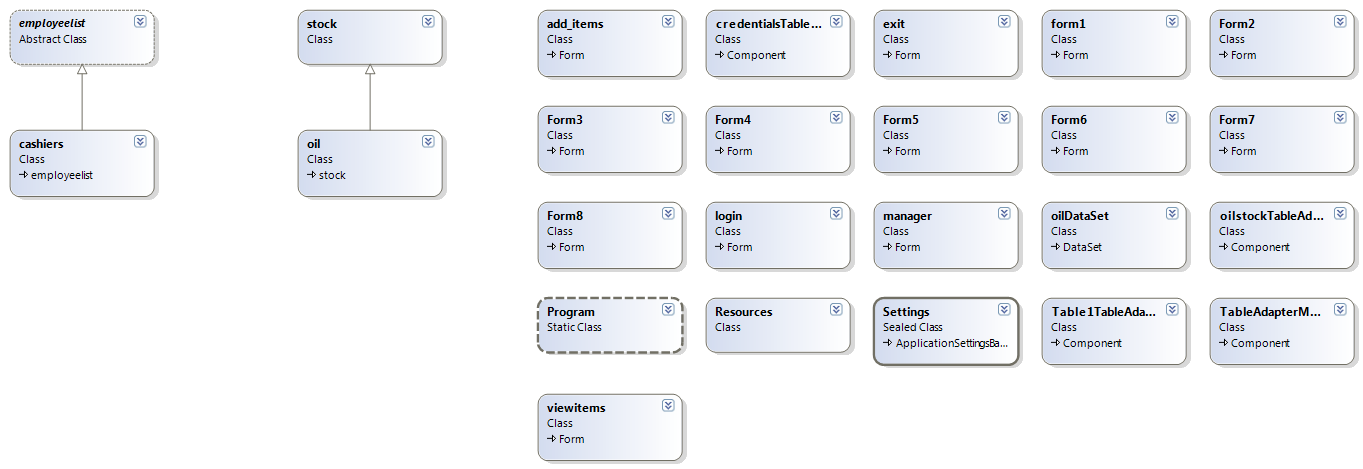 employeelist
Abstract Class
stock
Class
add_items
Class
Form
credentialsTable...
Class
Component
exit
Class
Form
form1
Class
Form
Form2
Class
Form
cashiers
Class
employeelist
oil
Class
stock
Form3
Class
Form
Form4
Class
Form
Form5
Class
Form
Form6
Class
Form
Form7
Class
Form
Form8
Class
Form
login
Class
Form
manager
Class
Form
oilDataSet
Class
DataSet
oilstockTableAd...
Class
Component
Program
Static Class
Resources
Class
Settings
Sealed Class
ApplicationSettingsBa...
Table1TableAda...
Class
Component
TableAdapterM...
Class
Component
viewitems
Class
Form